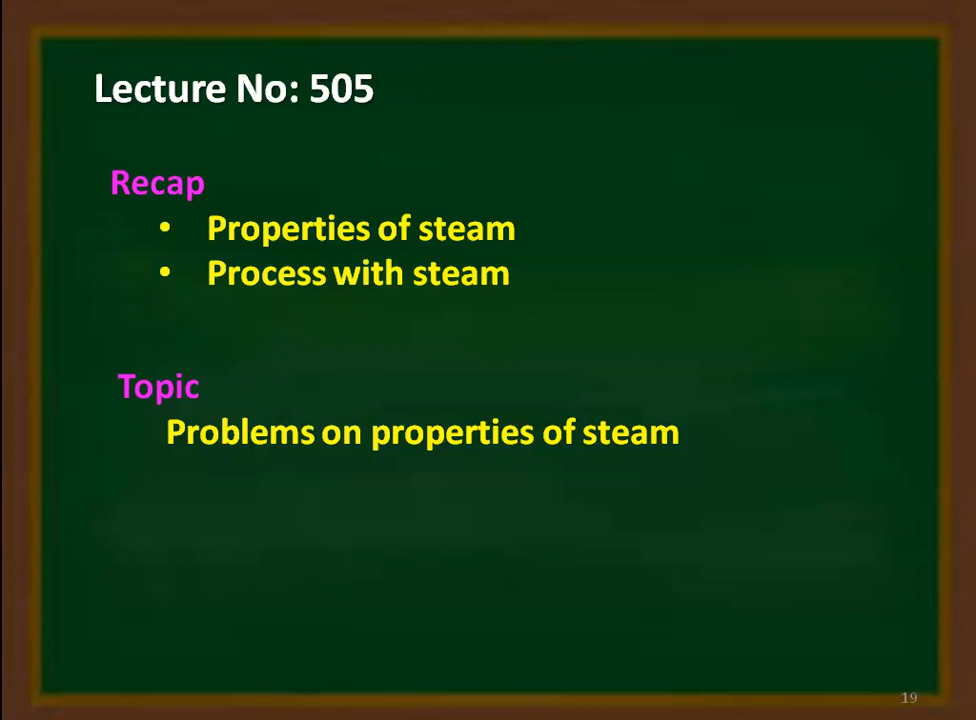 Lecture No: 505
Recap
• Properties of steam
• Process with steam
Topic
Problems on properties of steam
19